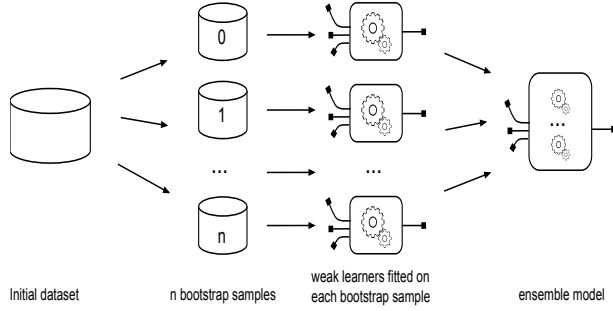 0
1
...
...
...
n
Initial dataset
n bootstrap samples
weak learners fitted on
each bootstrap sample
ensemble model